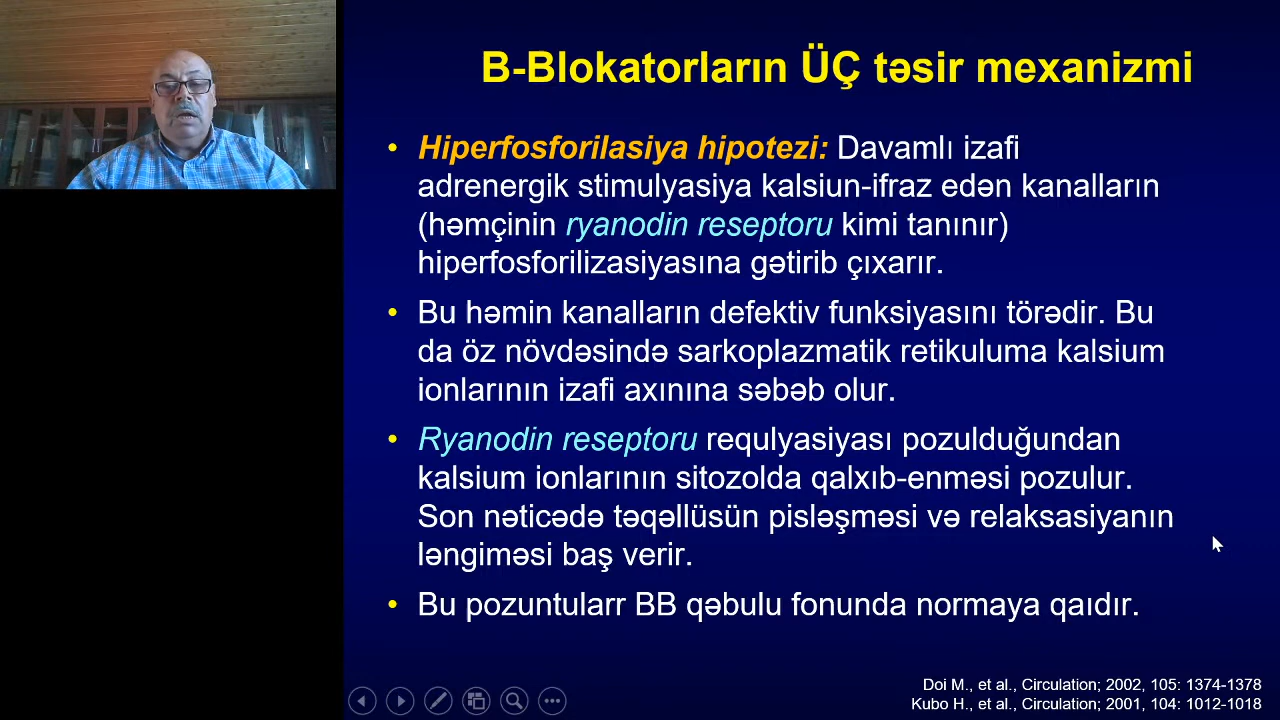 B-Blokatorların ÜÇ təsir mexanizmi
• Hiperfosforilasiya hipotezi: Davamlı izafi
adrenergik stimulyasiya kalsiun-ifraz edən kanalların
(həmçinin ryanodin reseptoru kimi tanınır)
hiperfosforilizasiyasına gətirib çıxarır.
• Bu həmin kanalların defektiv funksiyasını törədir. Bu
da öz növdəsində sarkoplazmatik retikuluma kalsium
ionlarının izafi axınına səbəb olur.
• Ryanodin reseptoru requlyasiyası pozulduğundan
kalsium ionlarının sitozolda qalxıb-enməsi pozulur.
Son nəticədə təqəllüsün pisləşməsi və relaksasiyanın
ləngiməsi baş verir.
• Bu pozuntularr BB qəbulu fonunda normaya qaıdır.
Doi M., et al., Circulation; 2002, 105: 1374-1378
Kubo H., et al., Circulation; 2001, 104: 1012-1018